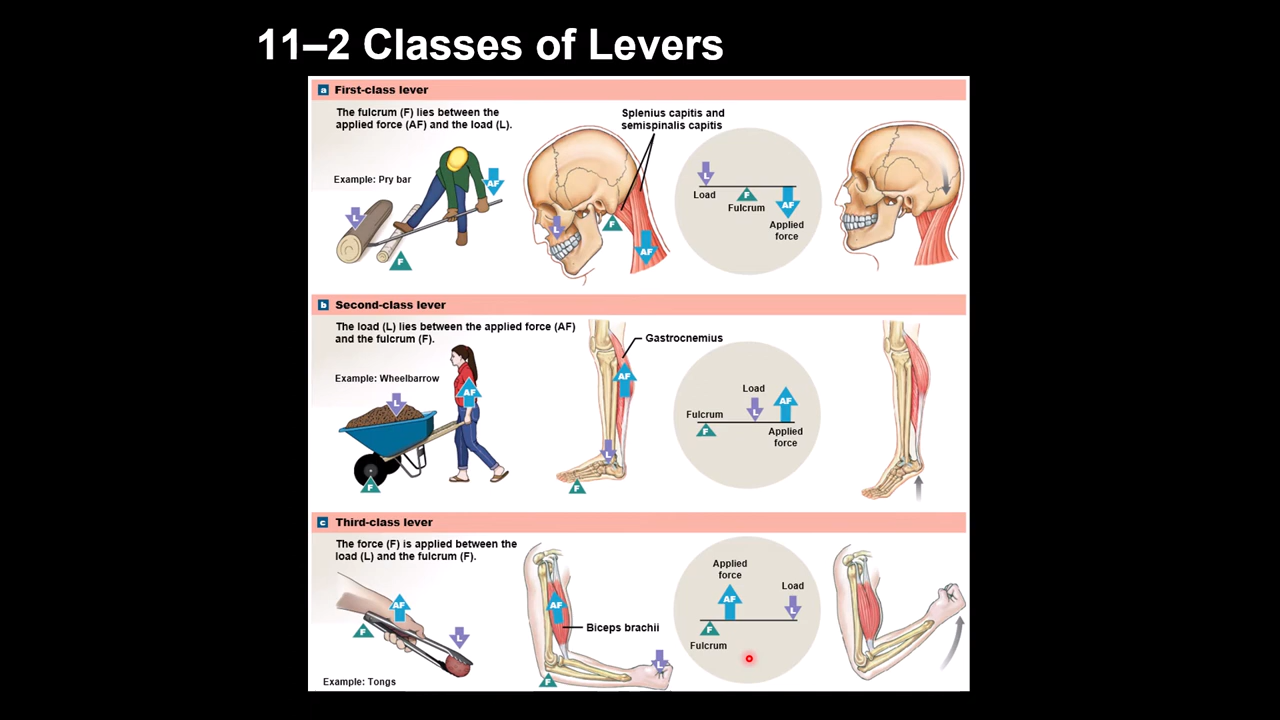 11–2 Classes of Levers
a First-class lever
The fulcrum (F) lies between the
applied force (AF) and the load (L).
Example: Pry bar
L
AF
F
Splenius capitis and
semispinalis capitis
L
F
AF
L
Load
F
Fulcrum
AF
Applied
force
b Second-class lever
The load (L) lies between the applied force (AF)
and the fulcrum (F).
Example: Wheelbarrow
L
AF
F
Gastrocnemius
AF
L
F
Fulcrum
F
Load
L
AF
Applied
force
c Third-class lever
The force (F) is applied between the
load (L) and the fulcrum (F).
AF
F
L
Example: Tongs
AF
Biceps brachii
L
F
Applied
force
AF
Load
L
F
Fulcrum